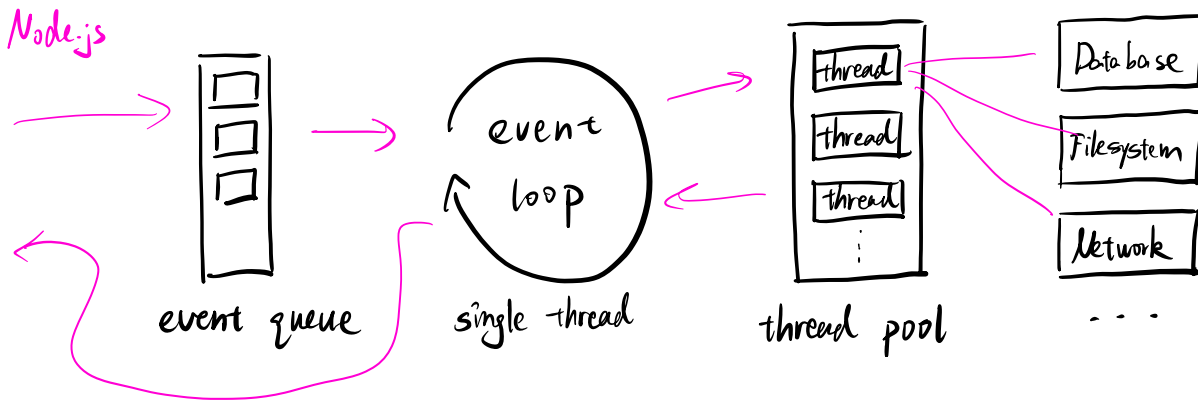 Node.js
event
loop
thread
thread
thread
Database
Filesystem
Network
event queue
single thread
thread pool
. . .